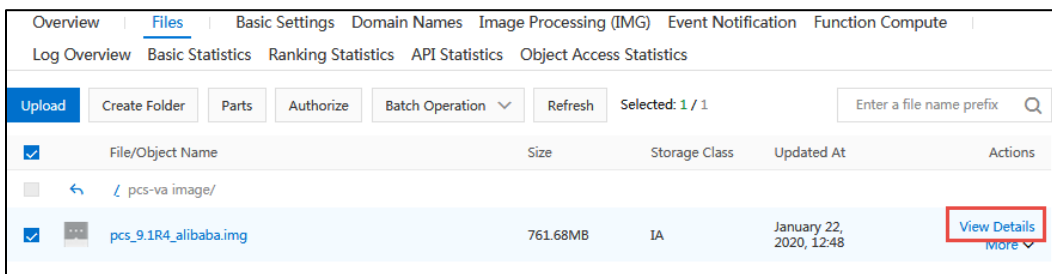 Overview Files Basic Settings Domain Names Image Processing (IMG) Event Notification Function Compute
Log Overview Basic Statistics Ranking Statistics API Statistics Object Access Statistics
Upload Create Folder Parts Authorize Batch Operation Refresh Selected: 1 / 1 Enter a file name prefix
File/Object Name Size Storage Class Updated At Actions
/ pcs-va image/
pcs_9.1R4_alibaba.img 761.68MB IA January 22, 2020, 12:48 View Details
More